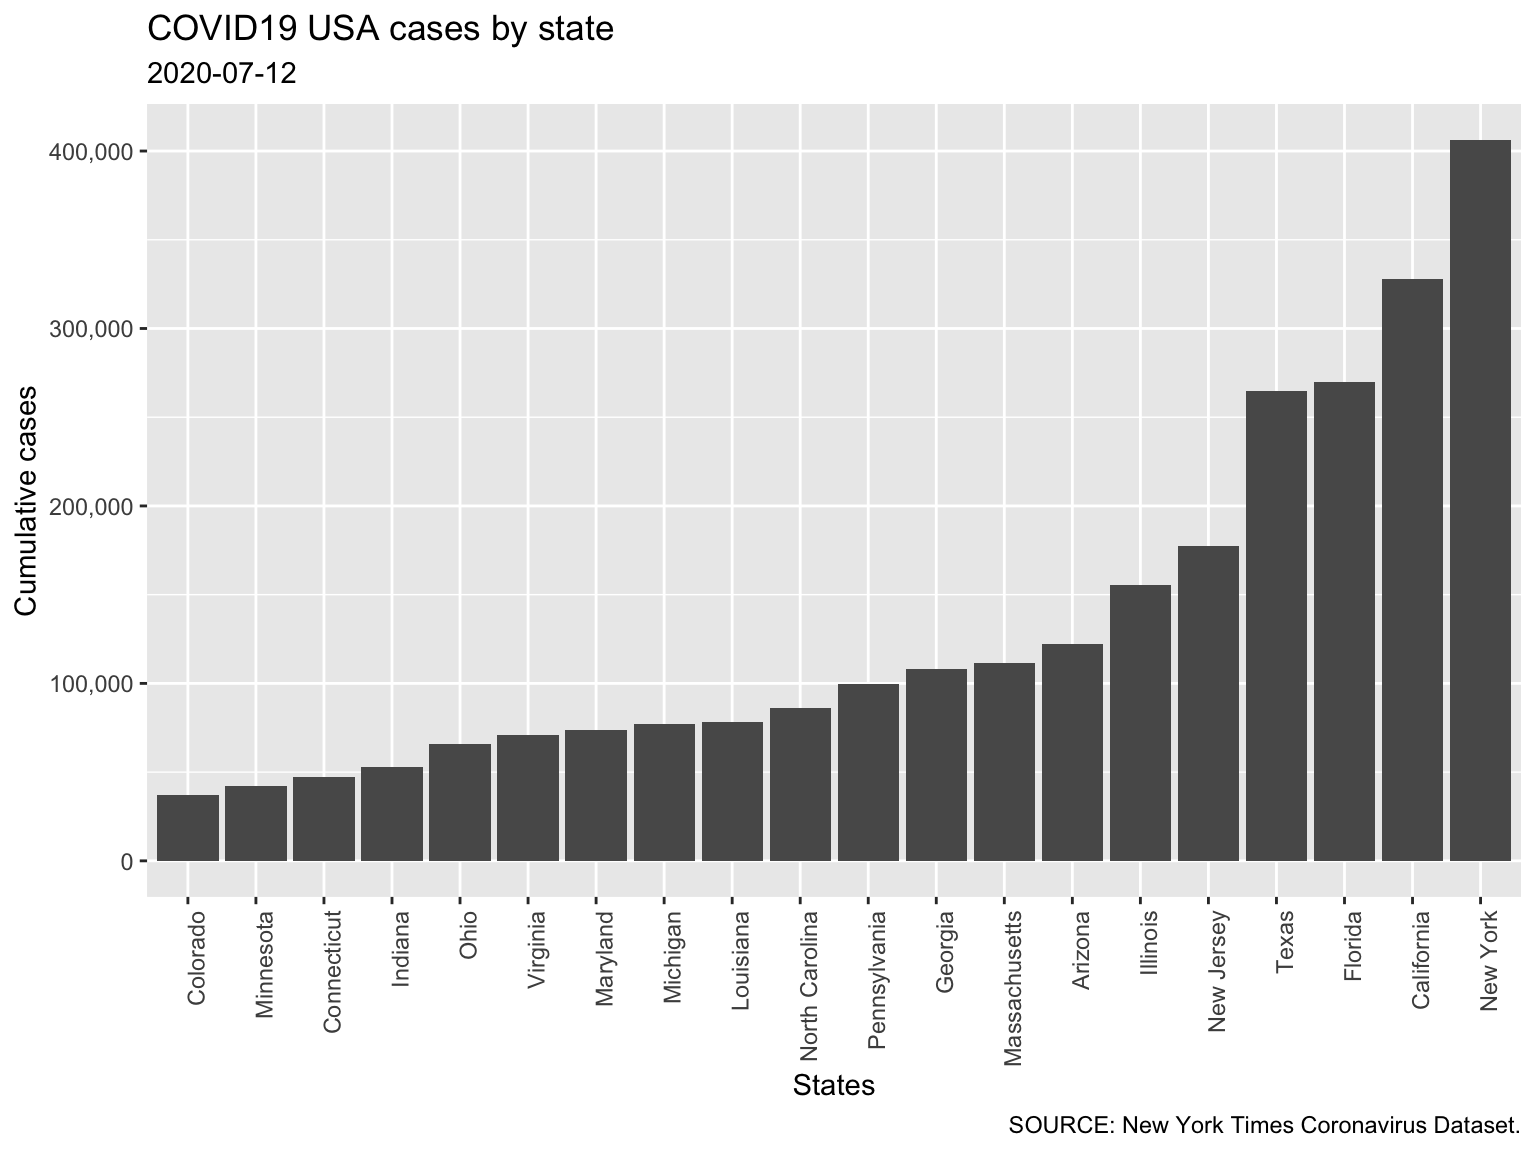 COVID19 USA cases by state
2020-07-12
Cumulative cases
400,000
300,000
200,000
100,000
0
Colorado
Minnesota
Connecticut
Indiana
Ohio
Virginia
Maryland
Michigan
Louisiana
North Carolina
Pennsylvania
Georgia
Massachusetts
Arizona
Illinois
New Jersey
Texas
Florida
California
New York
States
SOURCE: New York Times Coronavirus Dataset.